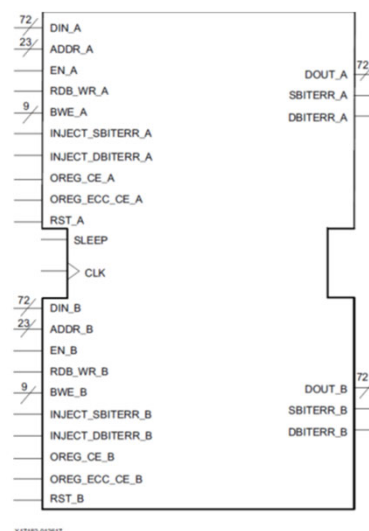 72
DIN_A
23
ADDR_A
EN_A
72
DOUT_A
RDB_WR_A
SBITERR_A
9
BWE_A
DBITERR_A
INJECT_SBITERR_A
INJECT_DBITERR_A
OREG_CE_A
OREG_ECC_CE_A
RST_A
SLEEP
CLK
72
DIN_B
23
ADDR_B
EN_B
RDB_WR_B
9
BWE_B
72
DOUT_B
INJECT_SBITERR_B
SBITERR_B
INJECT_DBITERR_B
DBITERR_B
OREG_CE_B
OREG_ECC_CE_B
RST_B